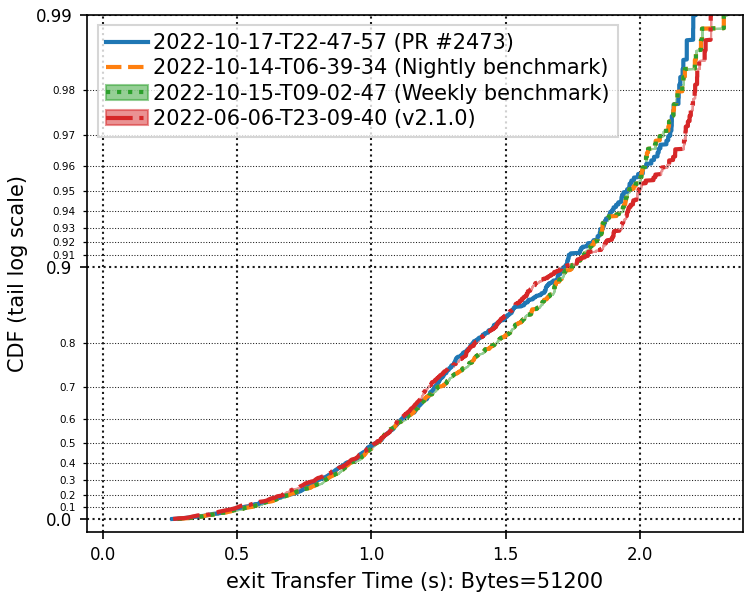 0.99
2022-10-17-T22-47-57 (PR #2473)
2022-10-14-T06-39-34 (Nightly benchmark)
2022-10-15-T09-02-47 (Weekly benchmark)
2022-06-06-T23-09-40 (v2.1.0)
0.98
0.97
0.96
0.95
0.94
0.93
0.92
0.91
0.9
0.8
0.7
0.6
0.5
0.4
0.3
0.2
0.1
0.0
CDF (tail log scale)
0.0 0.5 1.0 1.5 2.0
exit Transfer Time (s): Bytes=51200